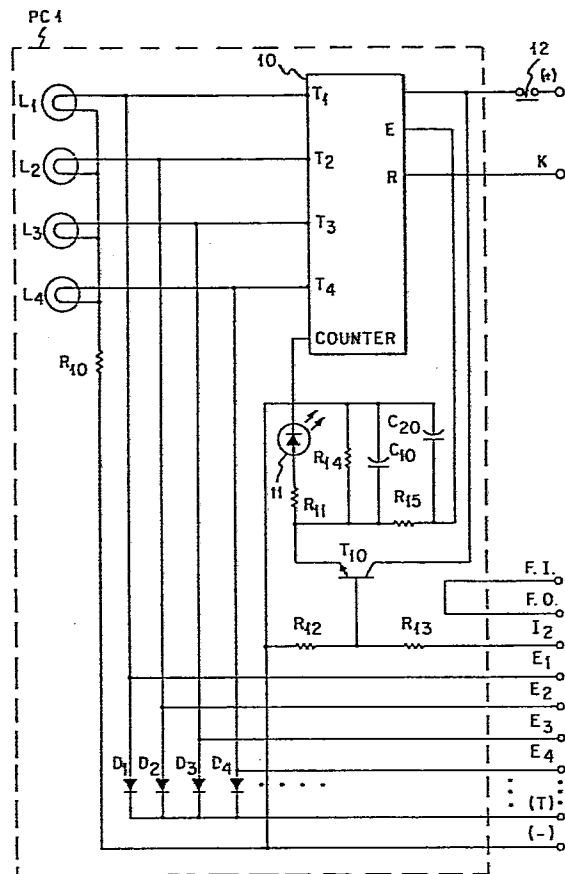 PC1
10
12
(+)
L1
T1
E
L2
T2
R
K
L3
T3
L4
T4
COUNTER
R10
C20
C10
R14
11
R11
R15
T10
F.I.
F.O.
R12
R13
I2
E1
E2
E3
D1 D2 D3 D4
E4
(T)
(-)